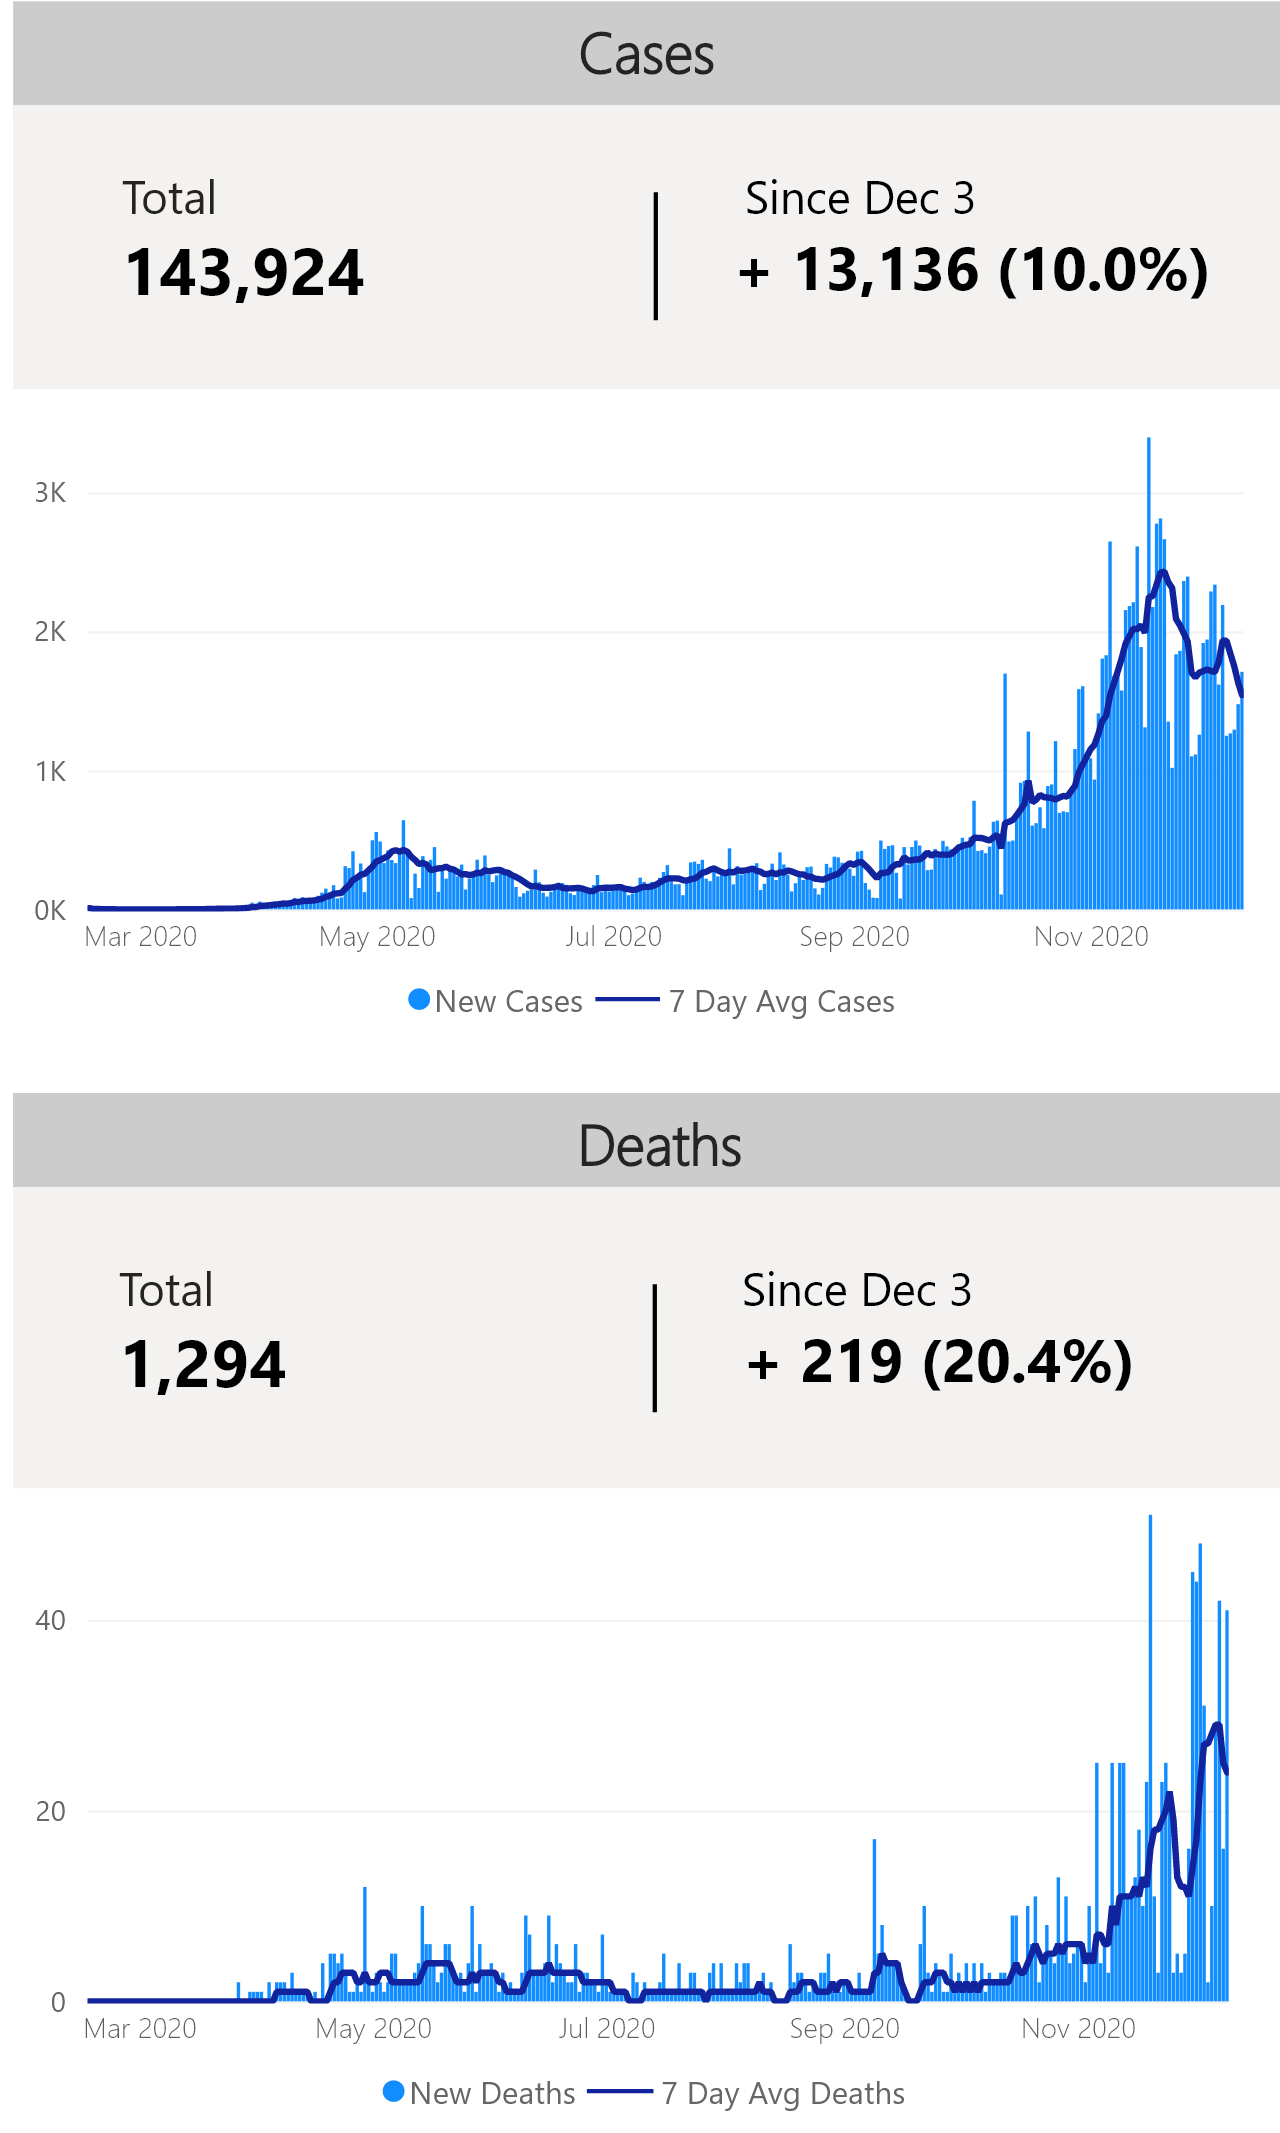 Cases
Total
Since Dec 3
143,924
+ 13,136 (10.0%)
3K
2K
1K
0K
Mar 2020 May 2020 Jul 2020 Sep 2020 Nov 2020
New Cases 7 Day Avg Cases
Deaths
Total
Since Dec 3
1,294
+ 219 (20.4%)
40
20
0
Mar 2020 May 2020 Jul 2020 Sep 2020 Nov 2020
New Deaths 7 Day Avg Deaths